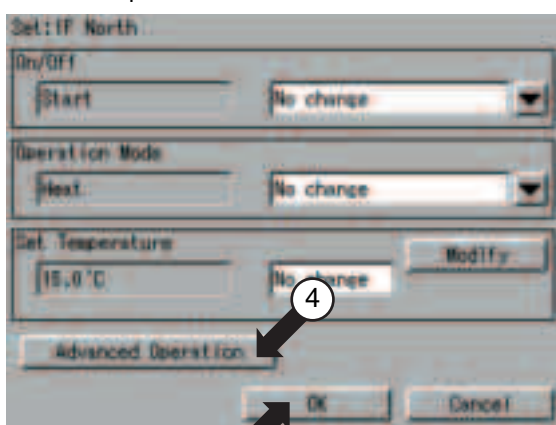 Set:1F North
On/Off
Start No change
Operation Mode
Heat No change
Set Temperature
15.0°C No change Modify
4
Advanced Operation
OK Cancel